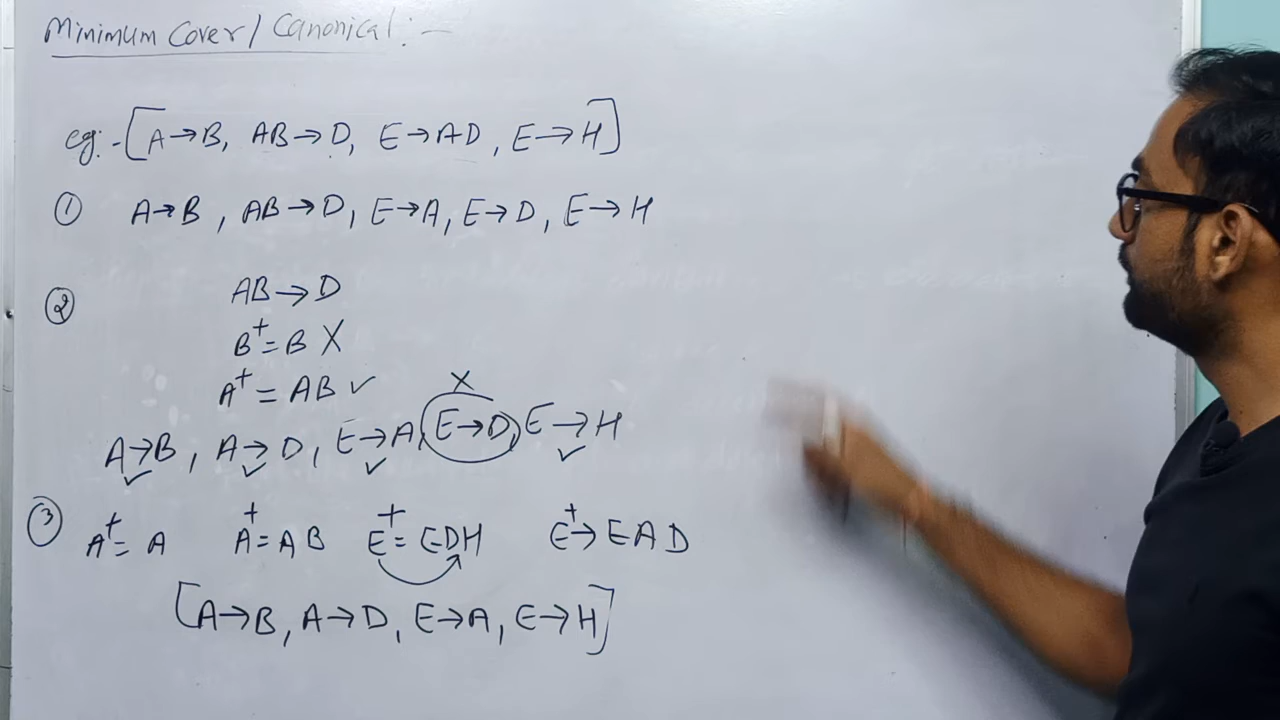 Minimum Cover/ Canonical:-
eg:- [A→B, AB→D, E→AD, E→H]
① A→B, AB→D, E→A, E→D, E→H
② AB→D
B⁺=B X
A⁺=AB ✓
X
A→B, A→D, E→A, E→D, E→H
✓ ✓ ✓ ✓
③ A⁺=A A⁺=AB E⁺=EDH E⁺→EAD
[A→B, A→D, E→A, E→H]